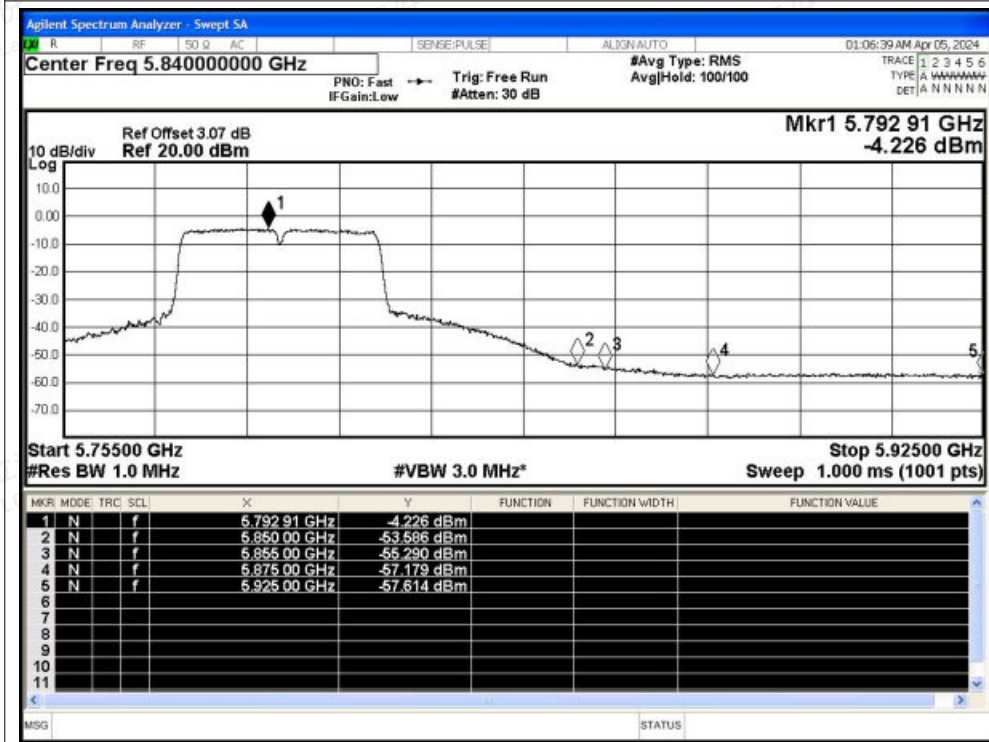 Agilent Spectrum Analyzer - Swept SA
R RF 50 Ω AC SENSE:PULSE ALIGN AUTO 01:06:39 AM Apr 05, 2024
Center Freq 5.840000000 GHz #Avg Type: RMS TRACE 1 2 3 4 5 6
PNO: Fast Trig: Free Run Avg|Hold: 100/100 TYPE A WWWWW
IFGain:Low #Atten: 30 dB DET A N N N N N
Ref Offset 3.07 dB Mkr1 5.792 91 GHz
10 dB/div Ref 20.00 dBm -4.226 dBm
Log
10.0
0.00
1
-10.0
-20.0
-30.0
-40.0
-50.0
2 3 4 5
-60.0
-70.0
Start 5.75500 GHz Stop 5.92500 GHz
#Res BW 1.0 MHz #VBW 3.0 MHz* Sweep 1.000 ms (1001 pts)
MKR MODE TRC SCL X Y FUNCTION FUNCTION WIDTH FUNCTION VALUE
1 N f 5.792 91 GHz -4.226 dBm
2 N f 5.850 00 GHz -53.586 dBm
3 N f 5.855 00 GHz -55.290 dBm
4 N f 5.875 00 GHz -57.179 dBm
5 N f 5.925 00 GHz -57.614 dBm
6
7
8
9
10
11
MSG STATUS